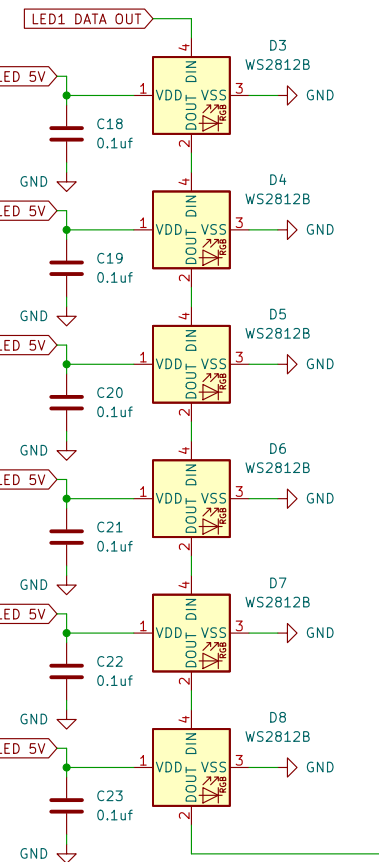 LED1 DATA OUT
4
D3
WS2812B
LED 5V
1
VDD
DIN
DOUT
VSS
3
GND
RGB
C18
0.1uf
2
GND
4
D4
WS2812B
LED 5V
1
VDD
DIN
DOUT
VSS
3
GND
RGB
C19
0.1uf
2
GND
4
D5
WS2812B
LED 5V
1
VDD
DIN
DOUT
VSS
3
GND
RGB
C20
0.1uf
2
GND
4
D6
WS2812B
LED 5V
1
VDD
DIN
DOUT
VSS
3
GND
RGB
C21
0.1uf
2
GND
4
D7
WS2812B
LED 5V
1
VDD
DIN
DOUT
VSS
3
GND
RGB
C22
0.1uf
2
GND
4
D8
WS2812B
LED 5V
1
VDD
DIN
DOUT
VSS
3
GND
RGB
C23
0.1uf
2
GND